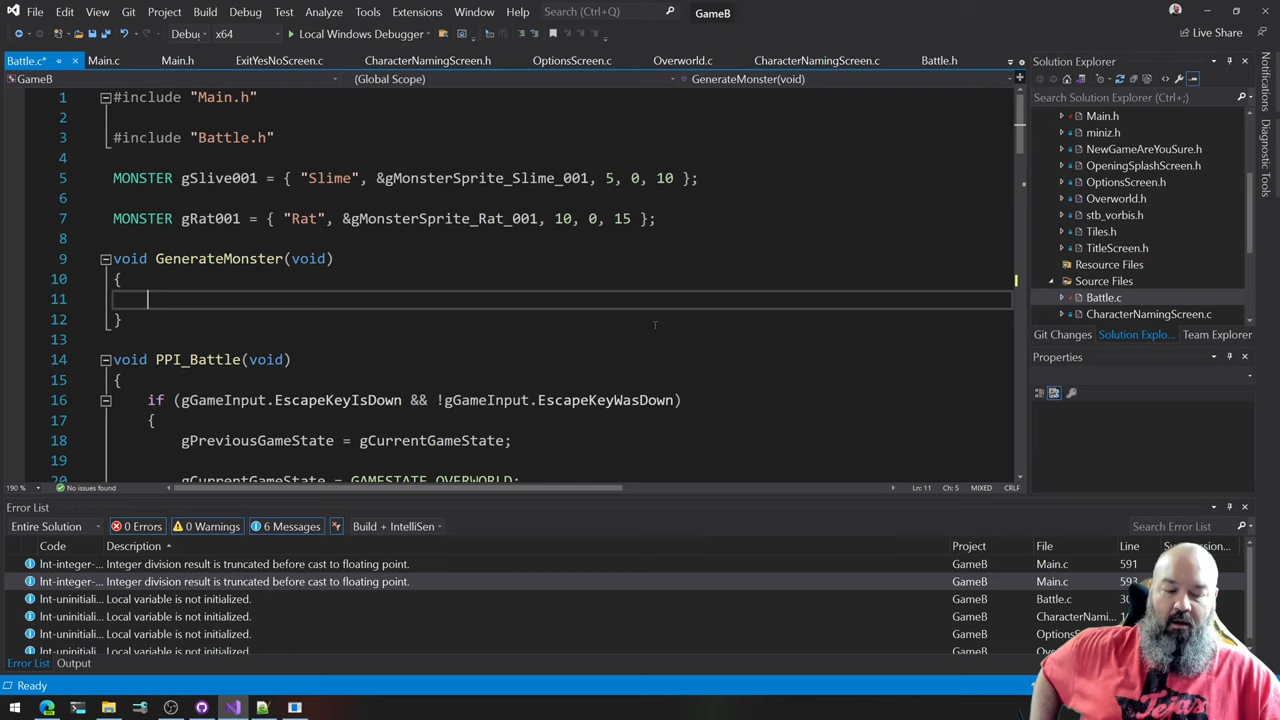 File Edit View Git Project Build Debug Test Analyze Tools Extensions Window Help Search (Ctrl+Q) GameB
Debu x64 Local Windows Debugger Live Share
Battle.c* Main.c Main.h ExitYesNoScreen.c CharacterNamingScreen.h OptionsScreen.c Overworld.c CharacterNamingScreen.c Battle.h
GameB (Global Scope) GenerateMonster(void)
1 #include "Main.h"
2
3 #include "Battle.h"
4
5 MONSTER gSlive001 = { "Slime", &gMonsterSprite_Slime_001, 5, 0, 10 };
6
7 MONSTER gRat001 = { "Rat", &gMonsterSprite_Rat_001, 10, 0, 15 };
8
9 void GenerateMonster(void)
10 {
11
12 }
13
14 void PPI_Battle(void)
15 {
16 if (gGameInput.EscapeKeyIsDown && !gGameInput.EscapeKeyWasDown)
17 {
18 gPreviousGameState = gCurrentGameState;
19
20 gCurrentGameState = GAMESTATE_OVERWORLD;
190 % No issues found Ln: 11 Ch: 5 MIXED CRLF
Solution Explorer
Search Solution Explorer (Ctrl+;)
Main.h
miniz.h
NewGameAreYouSure.h
OpeningSplashScreen.h
OptionsScreen.h
Overworld.h
stb_vorbis.h
Tiles.h
TitleScreen.h
Resource Files
Source Files
Battle.c
CharacterNamingScreen.c
Git Changes Solution Explo... Team Explorer
Properties
Notifications
Diagnostic Tools
Error List
Entire Solution 0 Errors 0 Warnings 6 Messages Build + IntelliSen Search Error List
Code Description Project File Line Suppression...
Int-integer-... Integer division result is truncated before cast to floating point. GameB Main.c 591
Int-integer-... Integer division result is truncated before cast to floating point. GameB Main.c 593
Int-uninitiali... Local variable is not initialized. GameB Battle.c
Int-uninitiali... Local variable is not initialized. GameB CharacterNami...
Int-uninitiali... Local variable is not initialized. GameB
Int-uninitiali... Local variable is not initialized. GameB
Error List Output
Ready